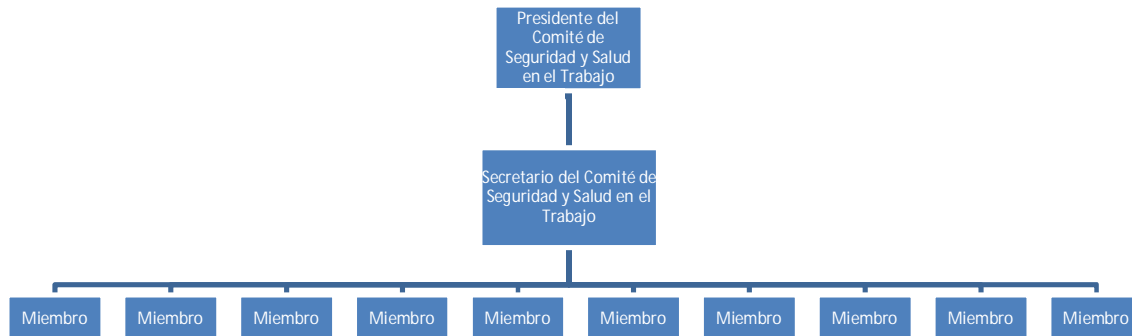 Presidente del
Comité de
Seguridad y Salud
en el Trabajo
Secretario del Comité de
Seguridad y Salud en el
Trabajo
Miembro Miembro Miembro Miembro Miembro Miembro Miembro Miembro Miembro Miembro